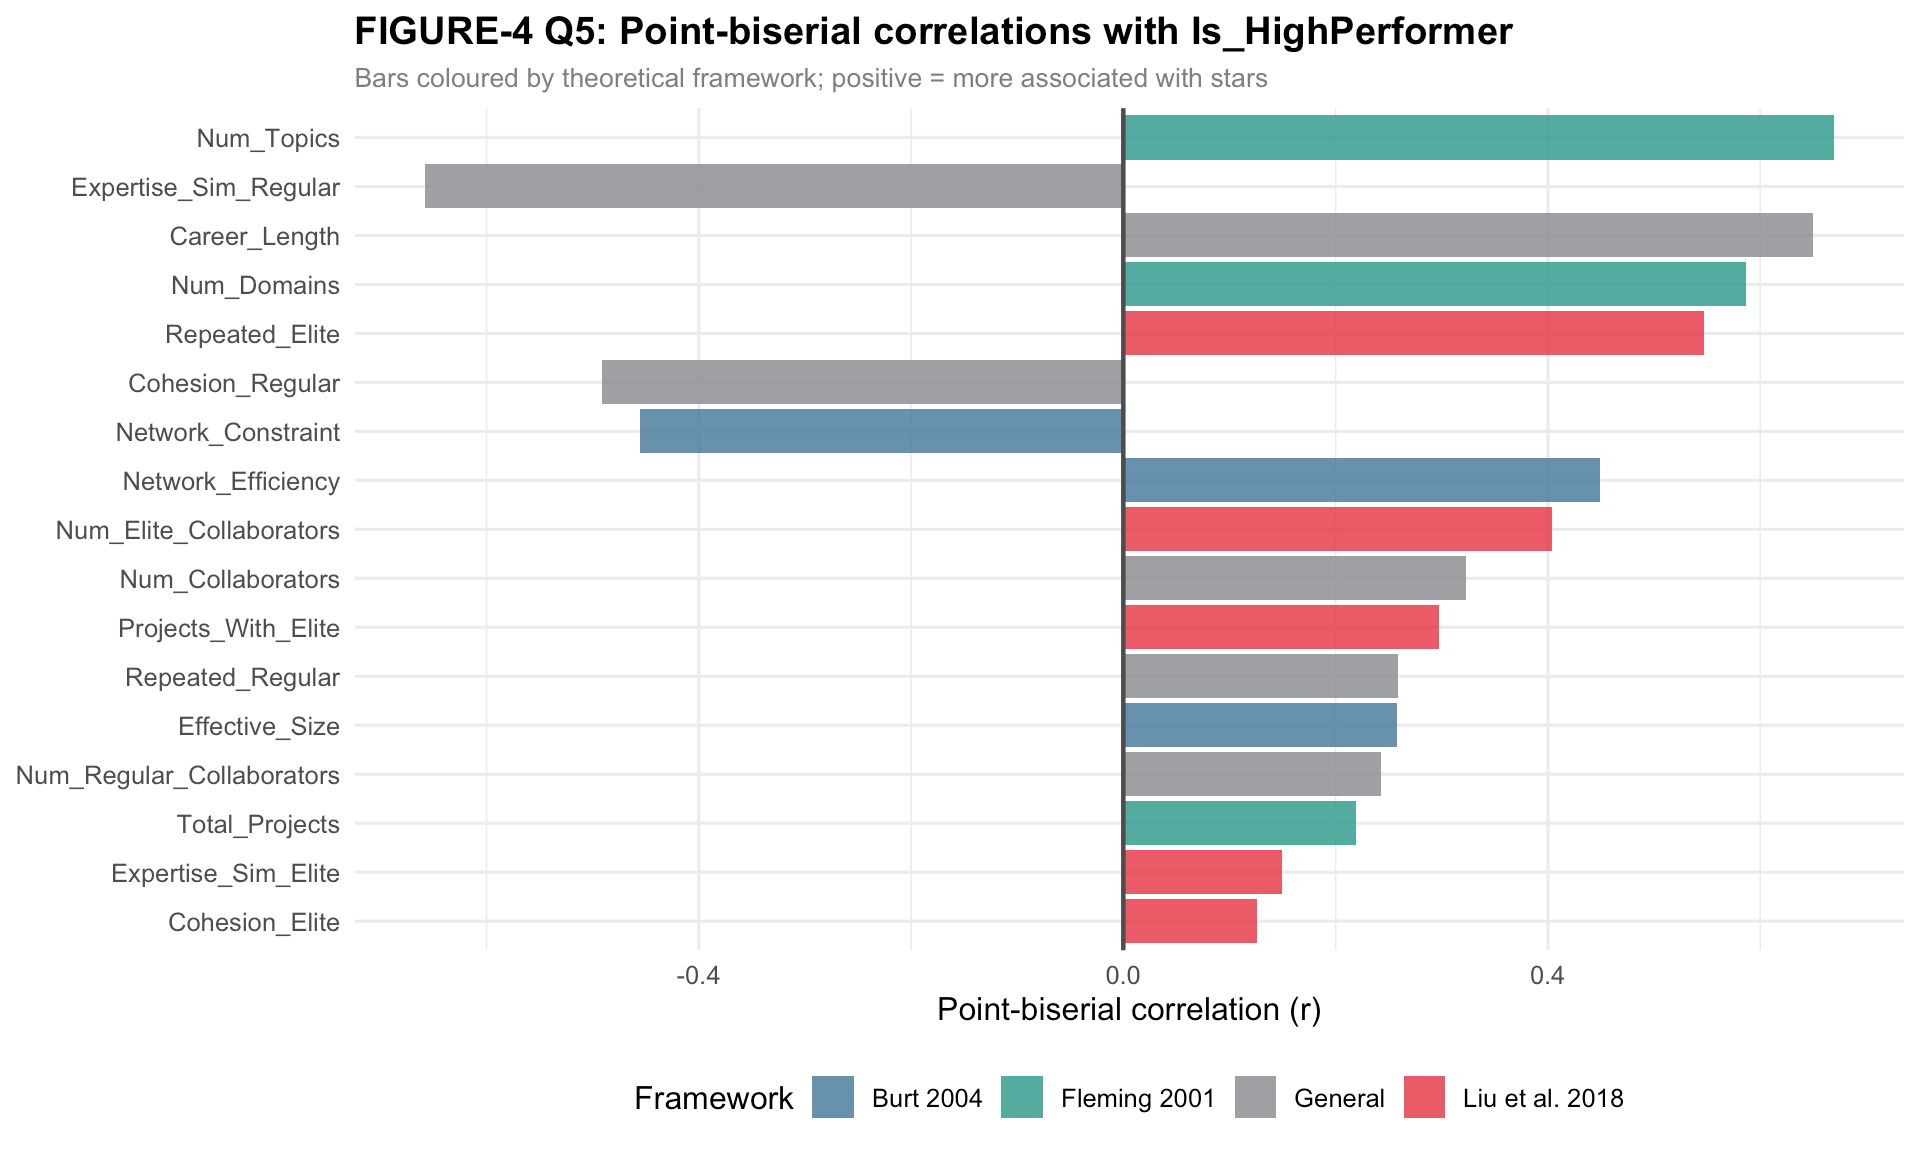 FIGURE-4 Q5: Point-biserial correlations with Is_HighPerformer
Bars coloured by theoretical framework; positive = more associated with stars
Num_Topics
Expertise_Sim_Regular
Career_Length
Num_Domains
Repeated_Elite
Cohesion_Regular
Network_Constraint
Network_Efficiency
Num_Elite_Collaborators
Num_Collaborators
Projects_With_Elite
Repeated_Regular
Effective_Size
Num_Regular_Collaborators
Total_Projects
Expertise_Sim_Elite
Cohesion_Elite
-0.4 0.0 0.4
Point-biserial correlation (r)
Framework Burt 2004 Fleming 2001 General Liu et al. 2018